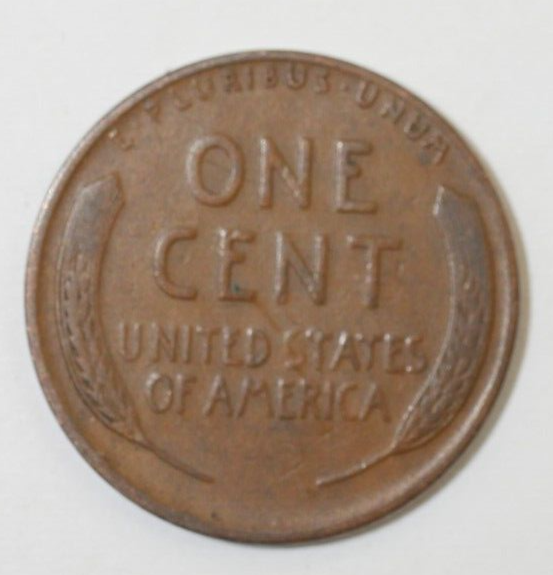 E PLURIBUS · UNUM
ONE
CENT
UNITED STATES
OF AMERICA